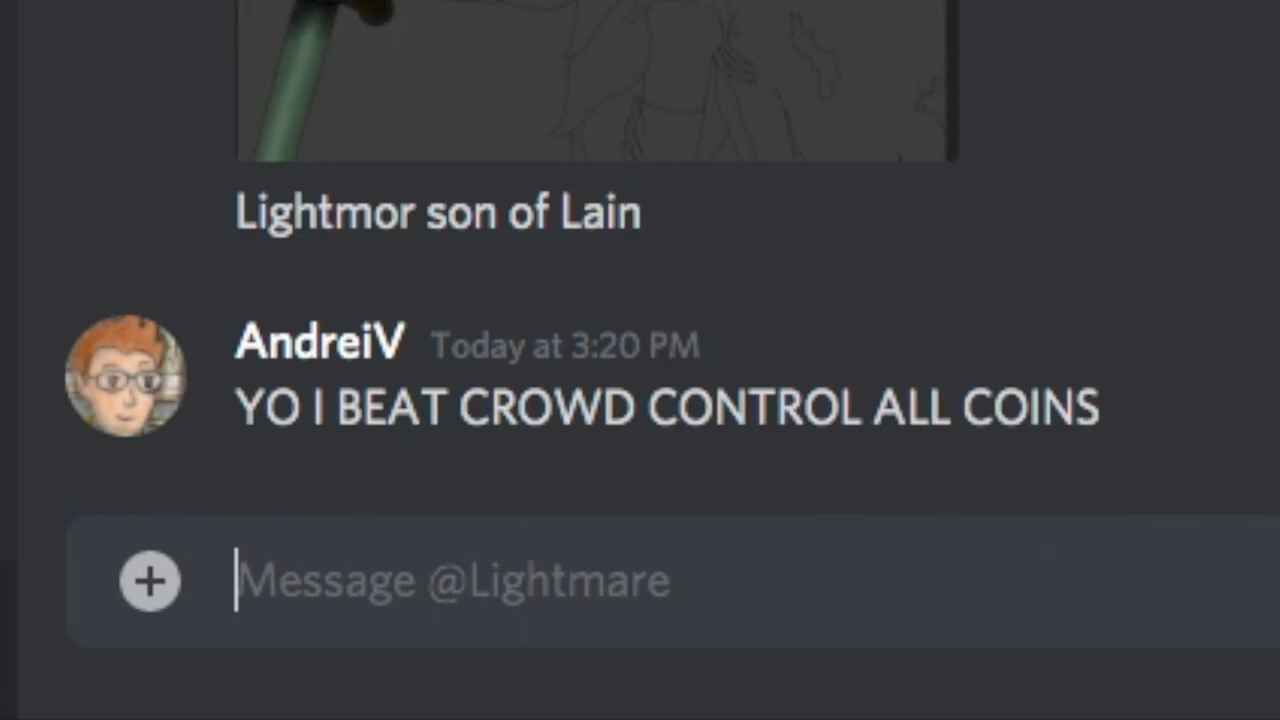 Lightmor son of Lain
AndreiV Today at 3:20 PM
YO I BEAT CROWD CONTROL ALL COINS
Message @Lightmare